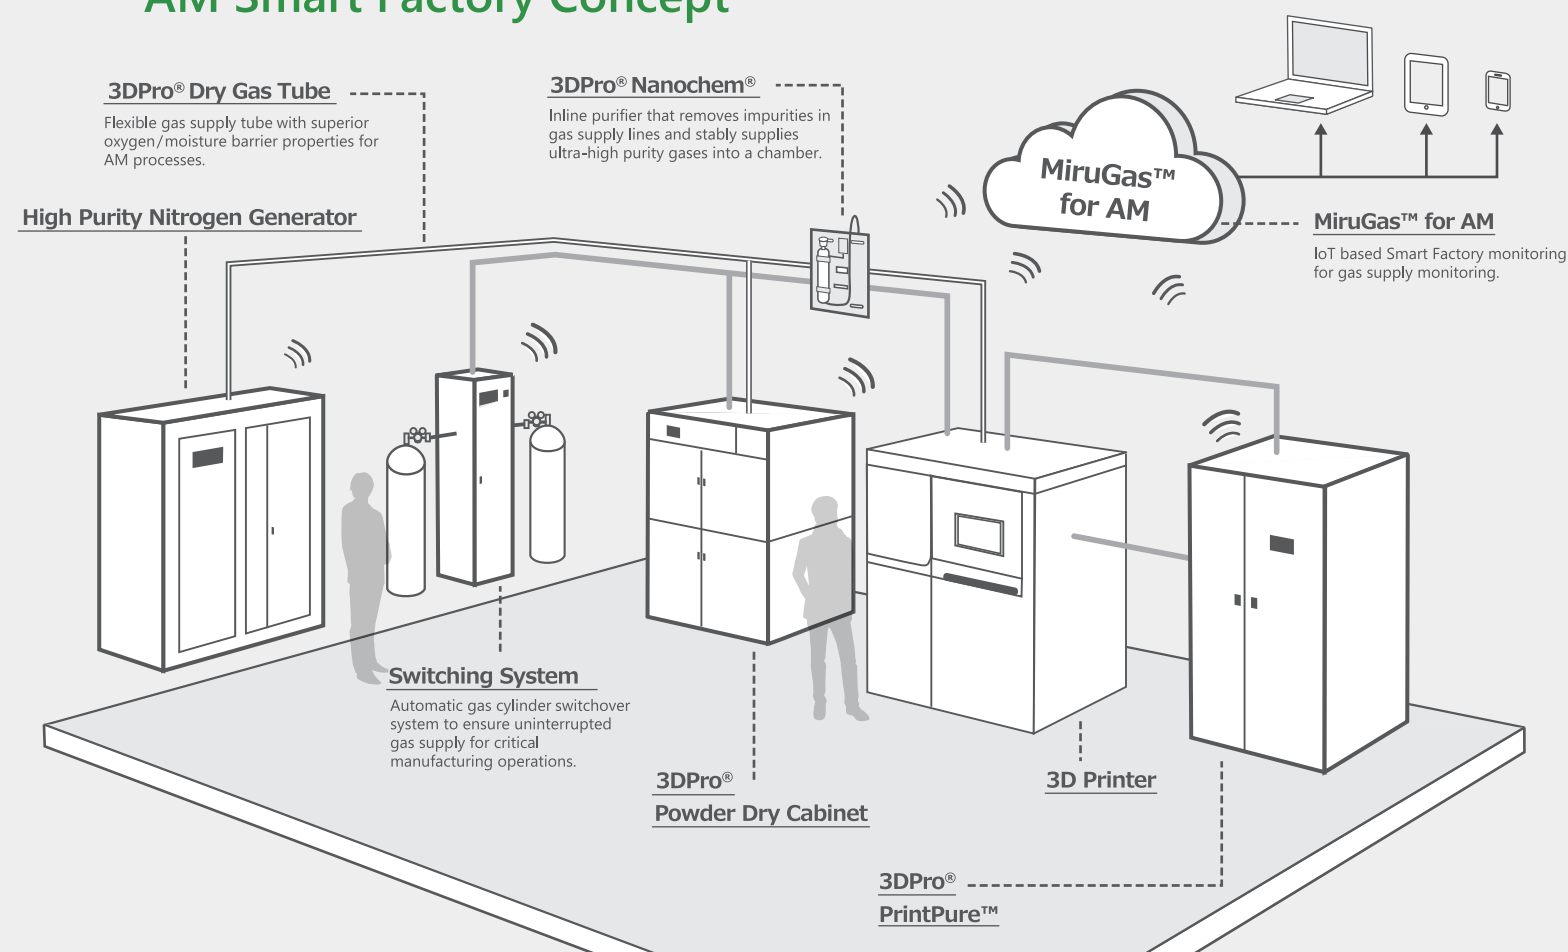 AM Smart Factory Concept
3DPro® Dry Gas Tube
Flexible gas supply tube with superior
oxygen/moisture barrier properties for
AM processes.
3DPro® Nanochem®
Inline purifier that removes impurities in
gas supply lines and stably supplies
ultra-high purity gases into a chamber.
MiruGas™
for AM
High Purity Nitrogen Generator
MiruGas™ for AM
IoT based Smart Factory monitoring
for gas supply monitoring.
Switching System
Automatic gas cylinder switchover
system to ensure uninterrupted
gas supply for critical
manufacturing operations.
3DPro®
Powder Dry Cabinet
3D Printer
3DPro®
PrintPure™